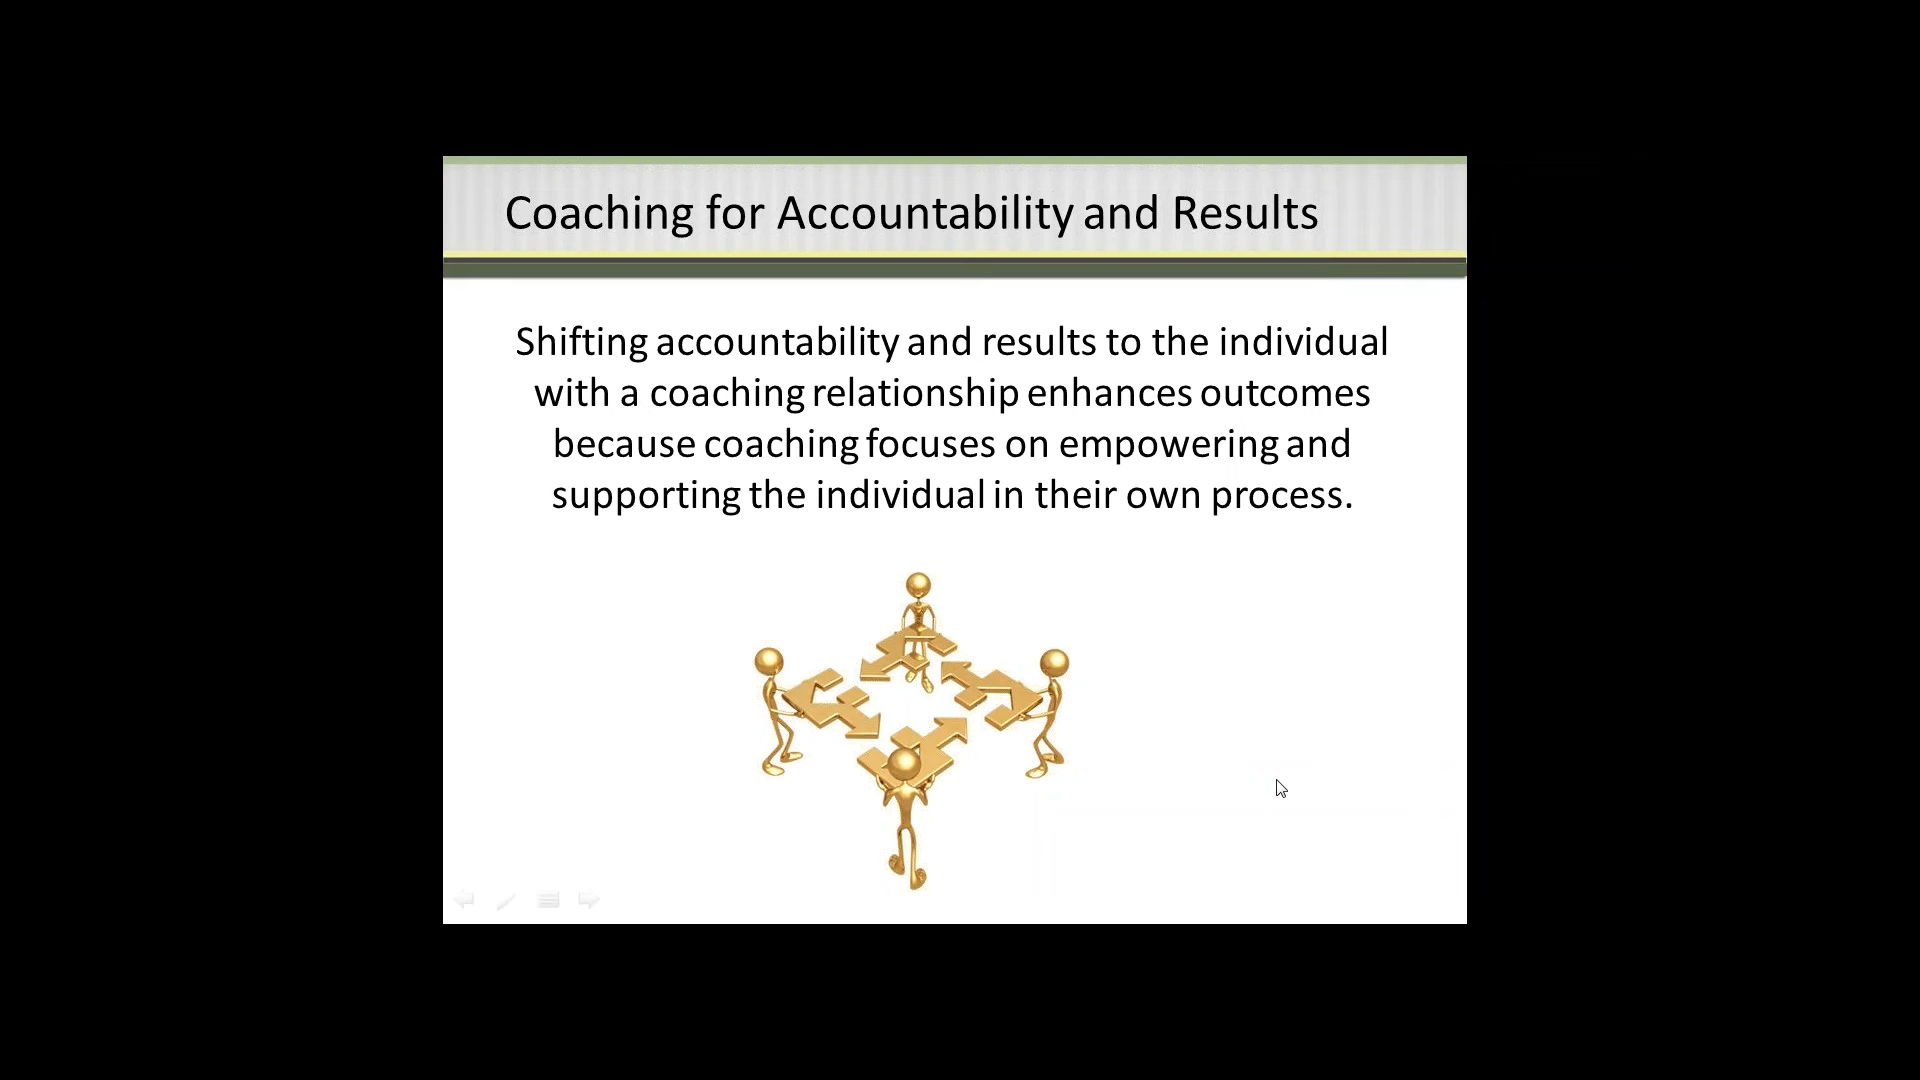 Coaching for Accountability and Results
Shifting accountability and results to the individual
with a coaching relationship enhances outcomes
because coaching focuses on empowering and
supporting the individual in their own process.